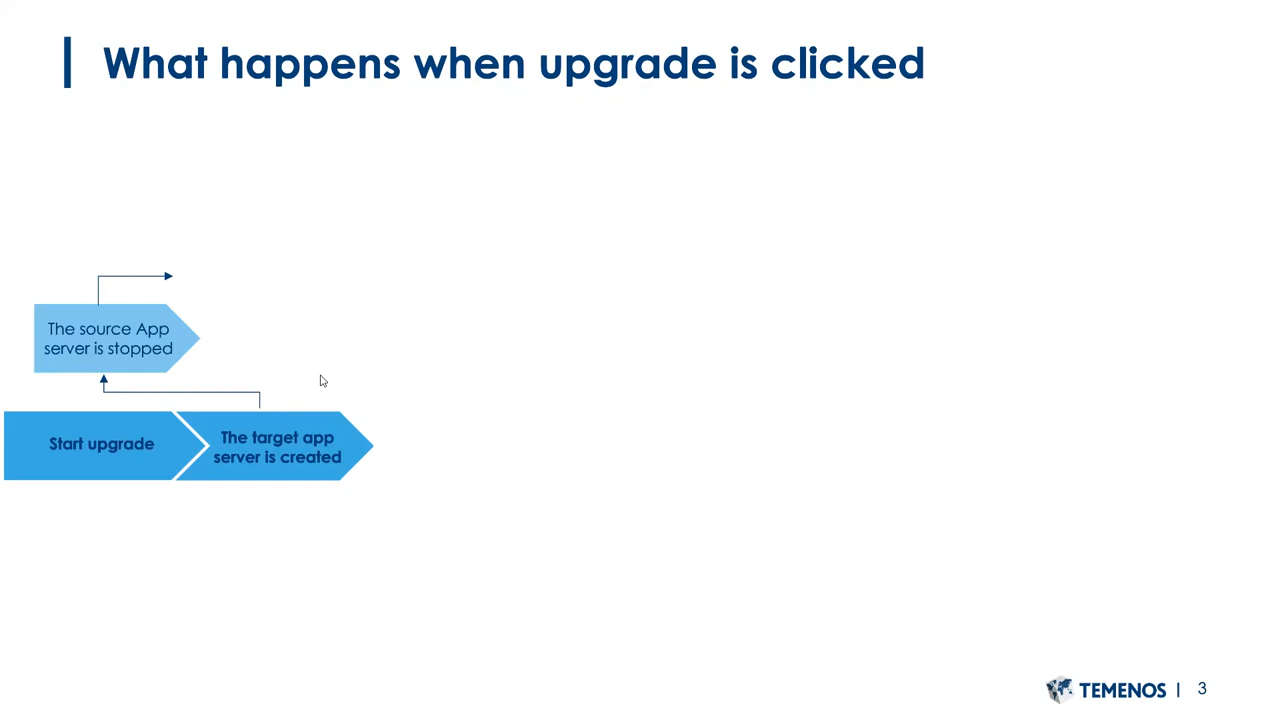 What happens when upgrade is clicked
The source App
server is stopped
Start upgrade
The target app
server is created
TEMENOS | 3